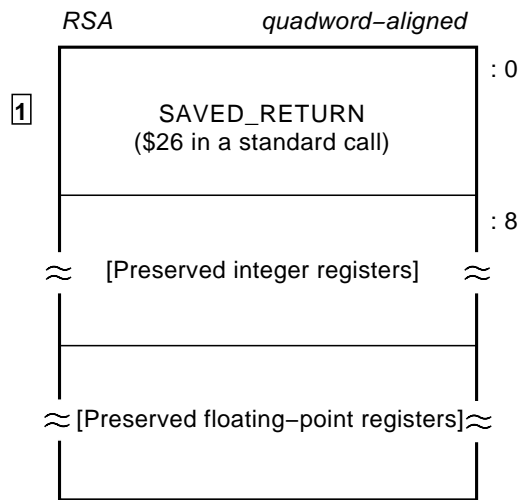 RSA quadword−aligned
: 0
1
SAVED_RETURN
($26 in a standard call)
: 8
[Preserved integer registers]
[Preserved floating−point registers]